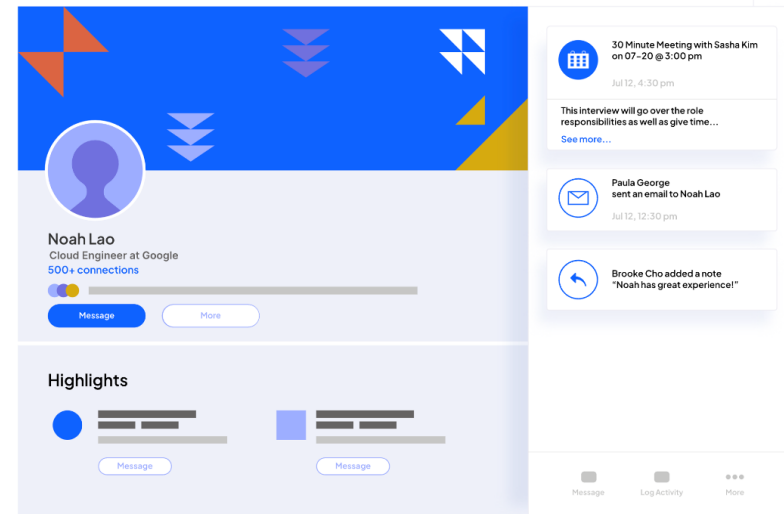 Noah Lao
Cloud Engineer at Google
500+ connections
Message
More
Highlights
Message
Message
30 Minute Meeting with Sasha Kim
on 07-20 @ 3:00 pm
Jul 12, 4:30 pm
This interview will go over the role
responsibilities as well as give time...
See more...
Paula George
sent an email to Noah Lao
Jul 12, 12:30 pm
Brooke Cho added a note
“Noah has great experience!”
Message
Log Activity
More